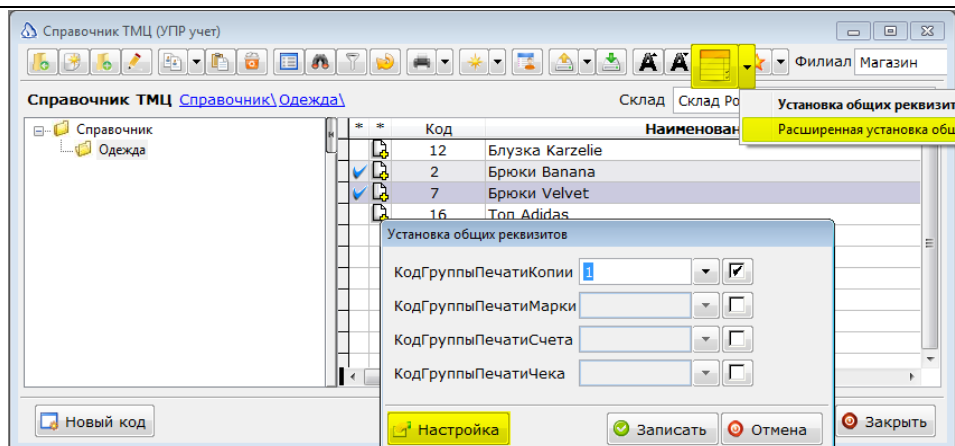 Справочник ТМЦ (УПР учет)
Филиал Магазин
Справочник ТМЦ Справочник\Одежда\ Склад Склад Ро
Установка общих реквизит
Расширенная установка общ
Справочник
Одежда
* * Код Наименован
12 Блузка Karzelie
2 Брюки Banana
7 Брюки Velvet
16 Топ Adidas
Установка общих реквизитов
КодГруппыПечатиКопии 1
КодГруппыПечатиМарки
КодГруппыПечатиСчета
КодГруппыПечатиЧека
Новый код Настройка Записать Отмена Закрыть